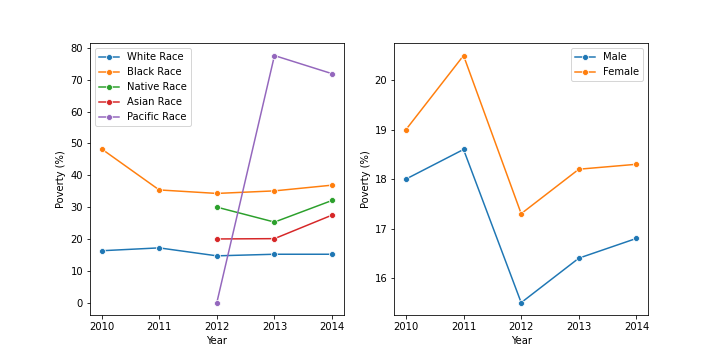 80
70
60
50
40
30
20
10
0
Poverty (%)
White Race
Black Race
Native Race
Asian Race
Pacific Race
2010 2011 2012 2013 2014
Year
20
19
18
17
16
Poverty (%)
Male
Female
2010 2011 2012 2013 2014
Year